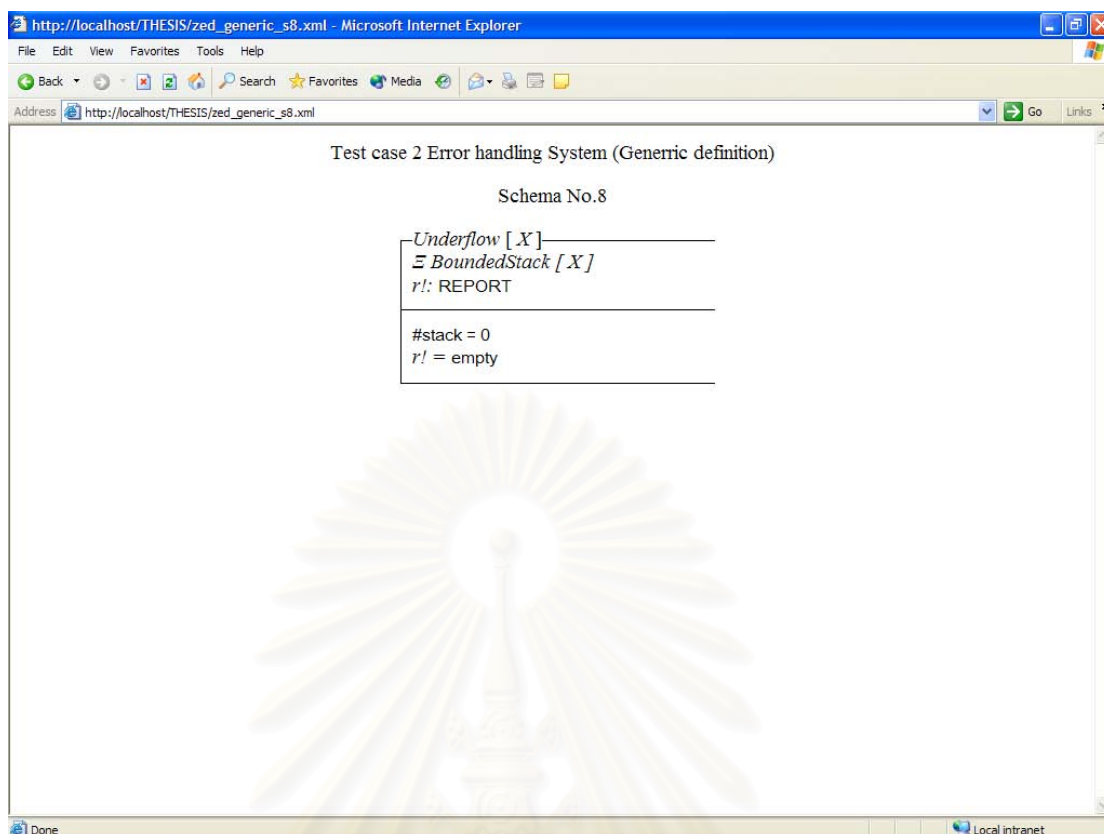 http://localhost/THESIS/zed_generic_s8.xml - Microsoft Internet Explorer
File Edit View Favorites Tools Help
Back Search Favorites Media
Address http://localhost/THESIS/zed_generic_s8.xml Go Links
Test case 2 Error handling System (Generric definition)
Schema No.8
Underflow [ X ]
Ξ BoundedStack [ X ]
r!: REPORT
#stack = 0
r! = empty
Done Local intranet